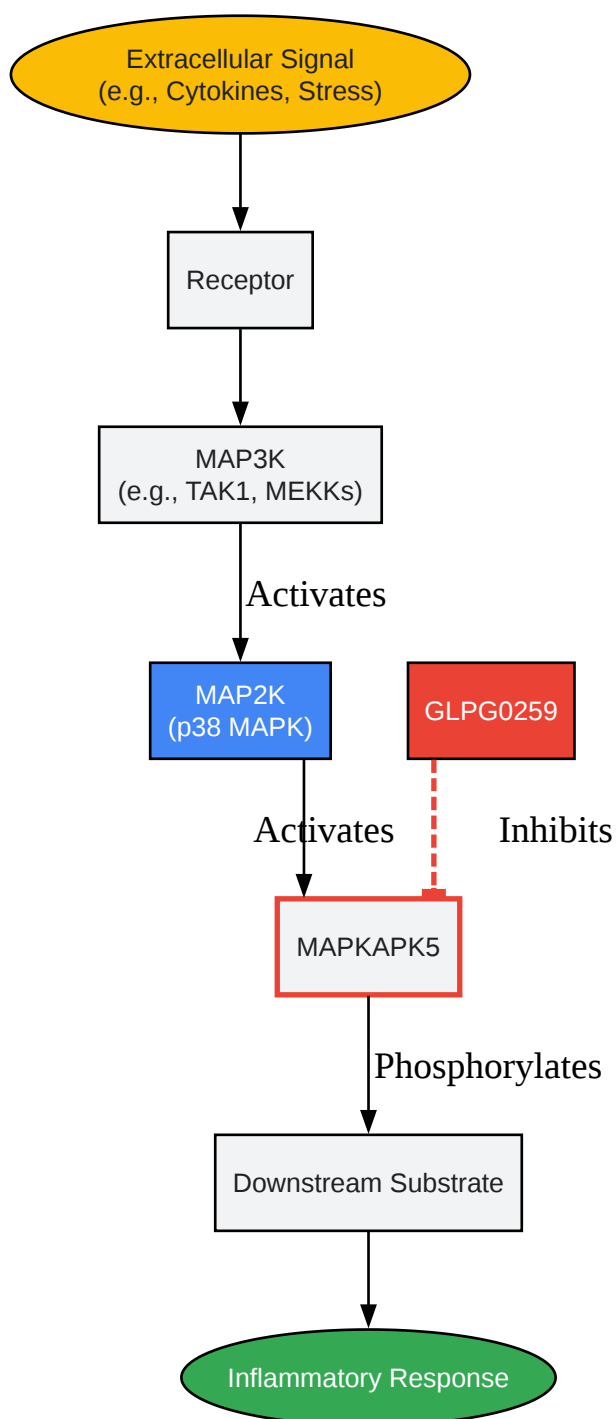 Extracellular Signal
(e.g., Cytokines, Stress)
Receptor
MAP3K
(e.g., TAK1, MEKKs)
Activates
MAP2K
(p38 MAPK)
GLPG0259
Activates
Inhibits
MAPKAPK5
Phosphorylates
Downstream Substrate
Inflammatory Response